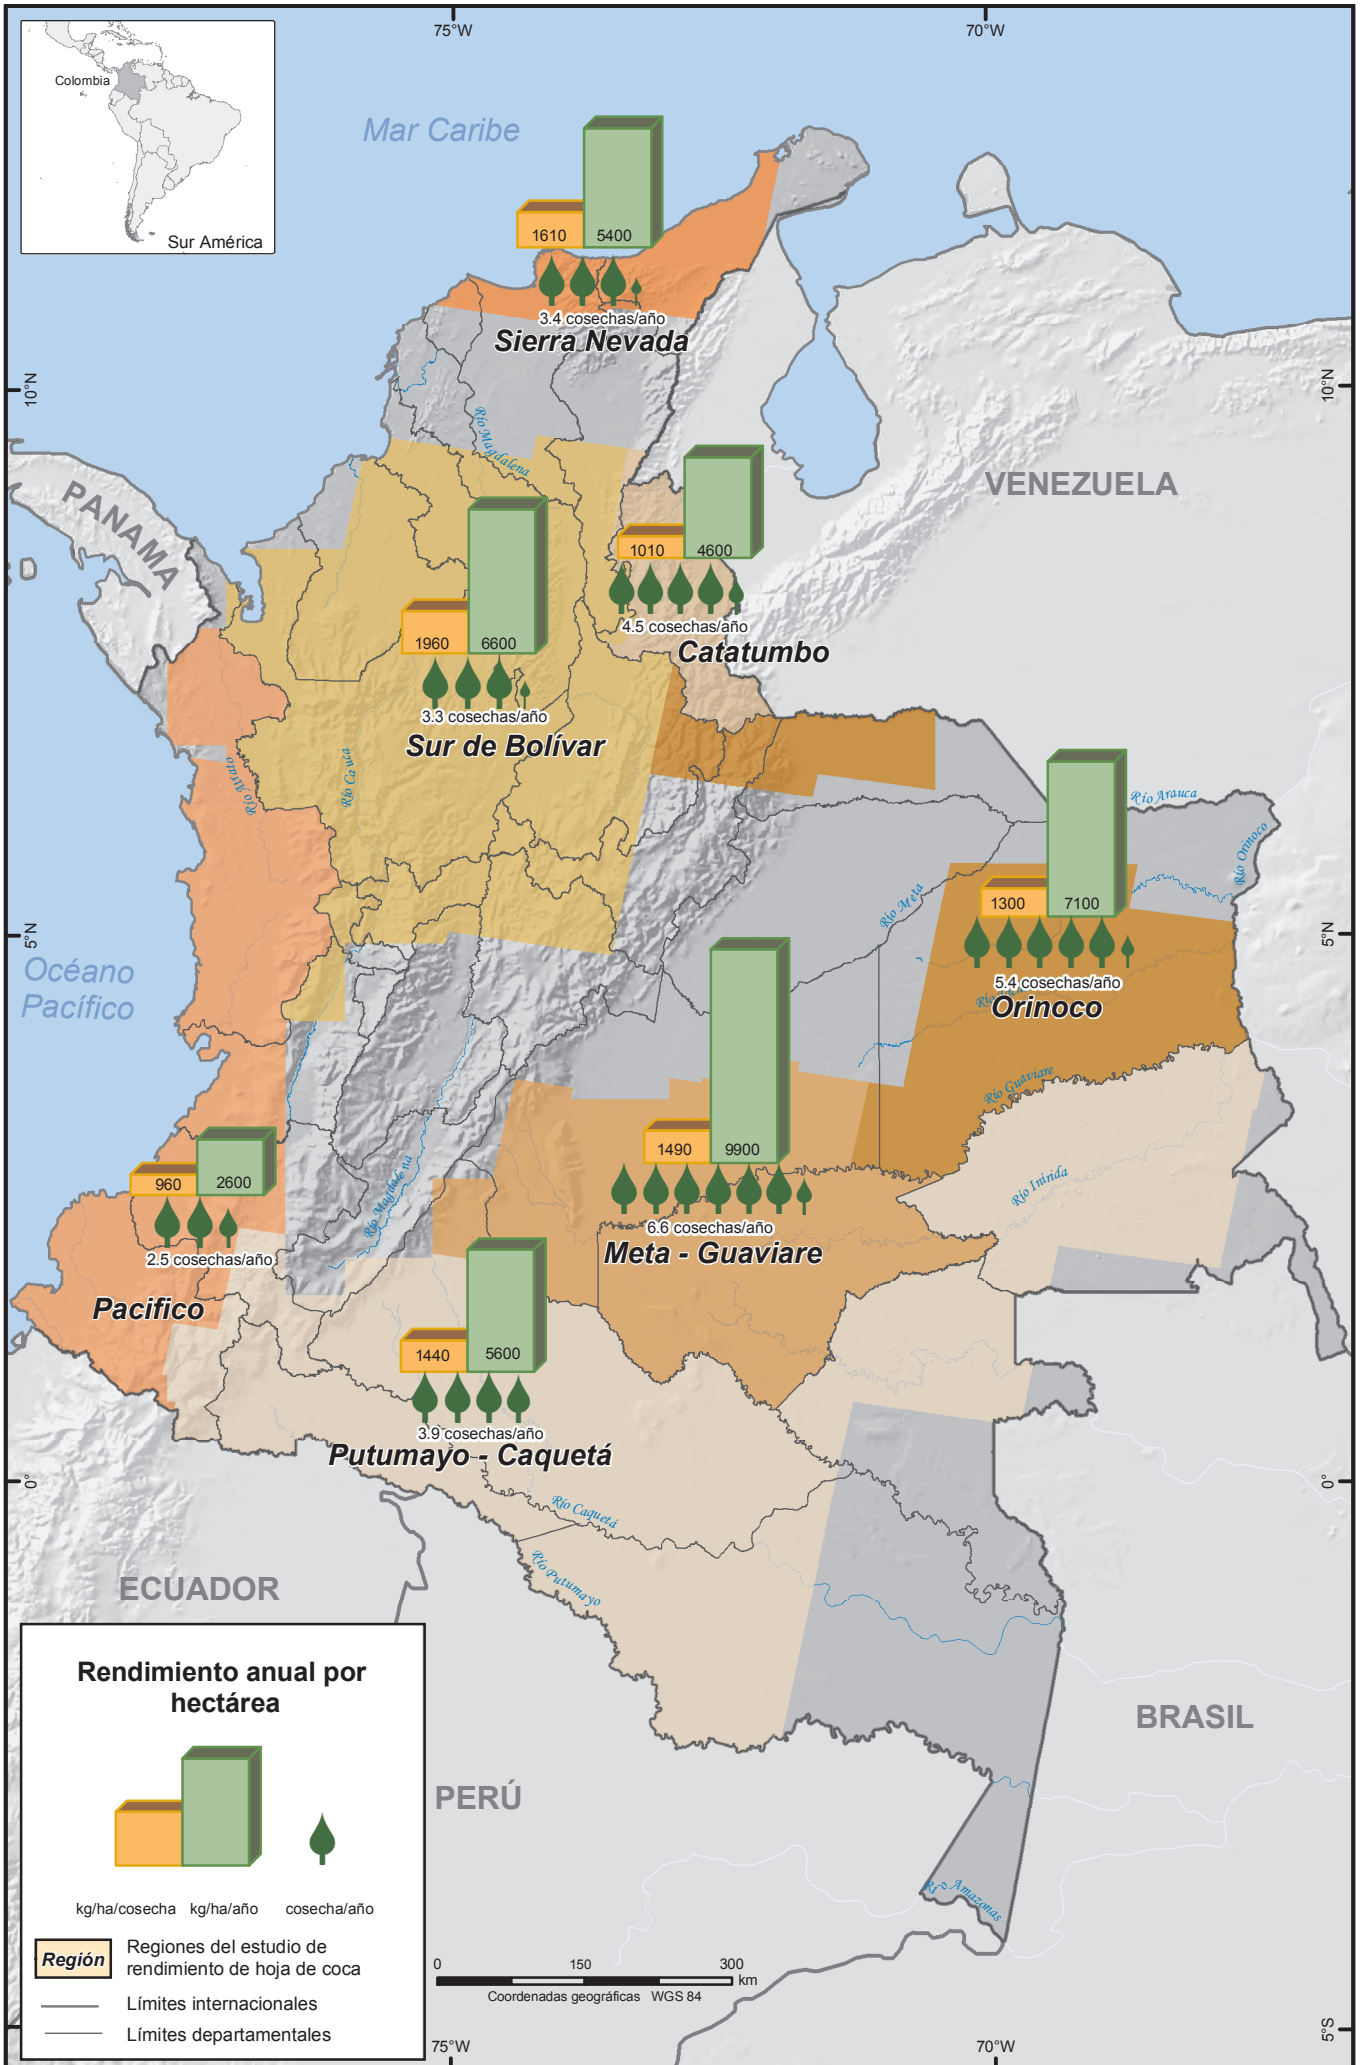 75°W
70°W
Colombia
Sur América
Mar Caribe
1610
5400
3.4 cosechas/año
Sierra Nevada
10°N
10°N
Río Magdalena
PANAMA
VENEZUELA
1010
4600
4.5 cosechas/año
Catatumbo
1960
6600
3.3 cosechas/año
Sur de Bolívar
Río Atrato
Río Cauca
Río Arauca
Río Orinoco
Río Meta
1300
7100
5.4 cosechas/año
Orinoco
5°N
5°N
Océano
Pacífico
Río Guaviare
1490
9900
6.6 cosechas/año
Meta - Guaviare
Río Inírida
Río Magdalena
960
2600
2.5 cosechas/año
Pacifico
1440
5600
3.9 cosechas/año
Putumayo - Caquetá
0°
0°
Río Caquetá
Río Putumayo
ECUADOR
PERÚ
BRASIL
Río Amazonas
Rendimiento anual por
hectárea
kg/ha/cosecha kg/ha/año cosecha/año
Región
Regiones del estudio de
rendimiento de hoja de coca
Límites internacionales
Límites departamentales
0 150 300
km
Coordenadas geográficas WGS 84
5°S
75°W
70°W